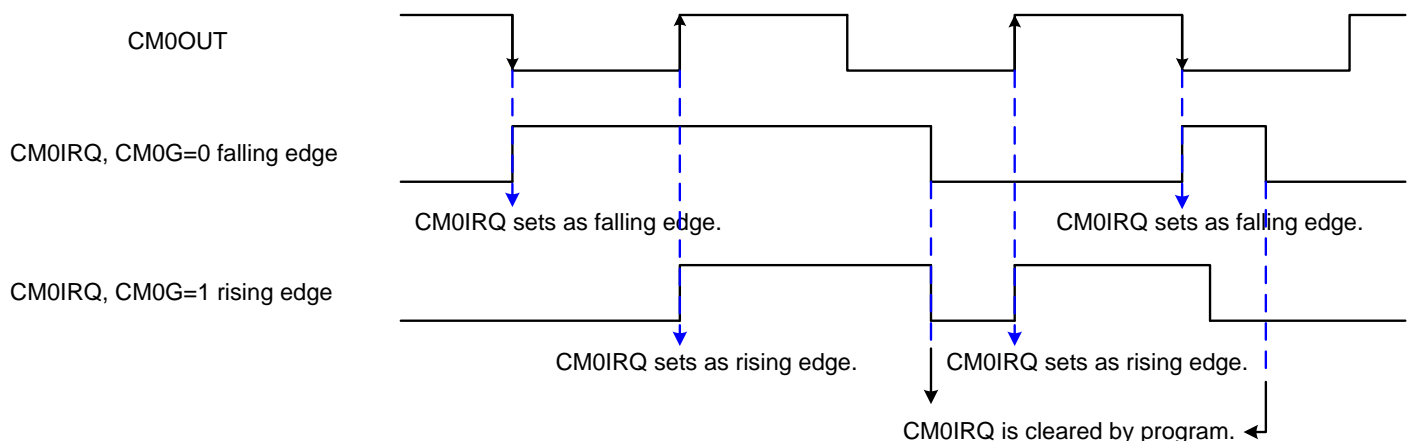 CM0OUT
CM0IRQ, CM0G=0 falling edge
CM0IRQ sets as falling edge.
CM0IRQ sets as falling edge.
CM0IRQ, CM0G=1 rising edge
CM0IRQ sets as rising edge.
CM0IRQ sets as rising edge.
CM0IRQ is cleared by program.